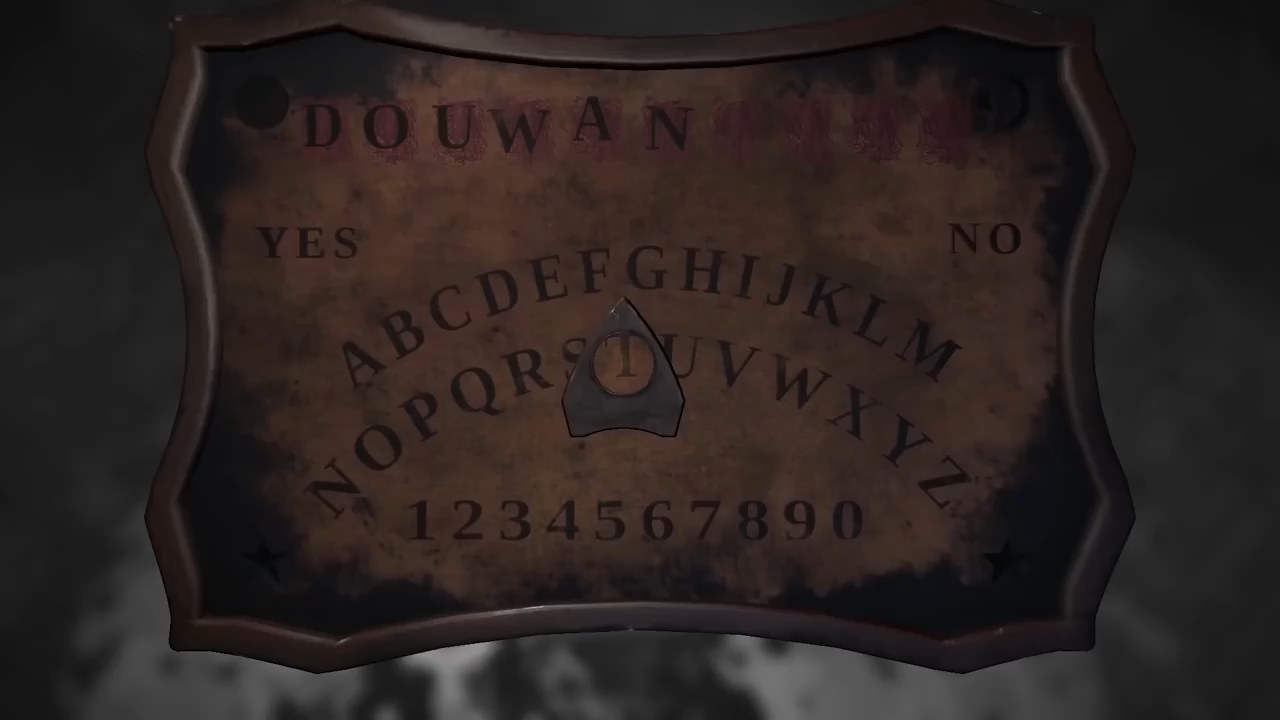 DOUWAN
YES NO
ABCDEFGHIJKLM
NOPQRSTUVWXYZ
1234567890